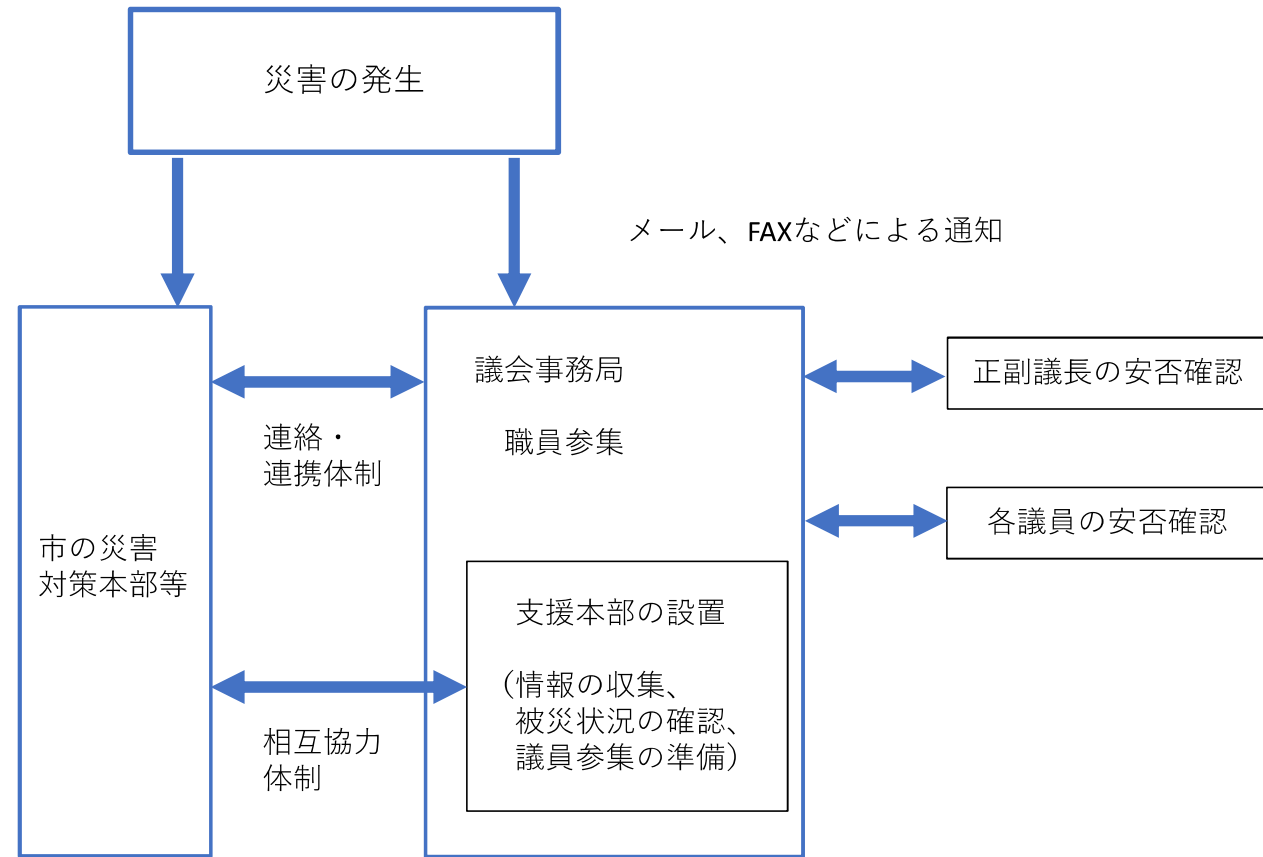 災害の発生
メール、FAXなどによる通知
議会事務局
職員参集
正副議長の安否確認
連絡・
連携体制
各議員の安否確認
市の災害
対策本部等
支援本部の設置
（情報の収集、
被災状況の確認、
議員参集の準備）
相互協力
体制